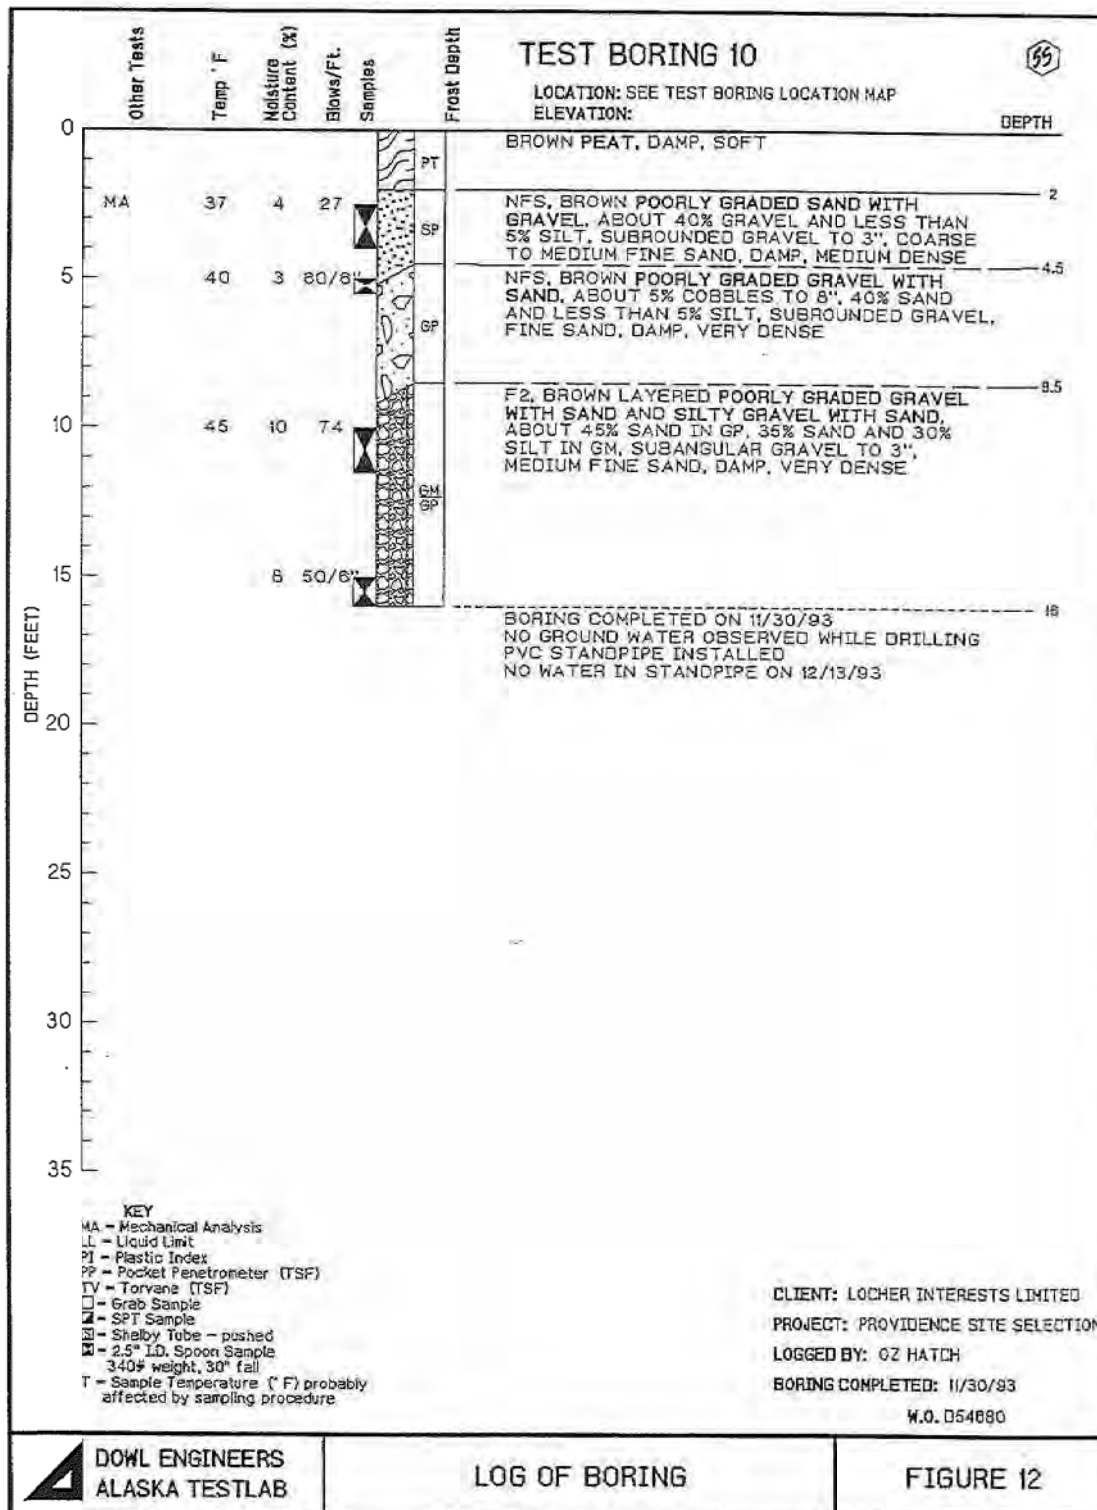 Other Tests
Temp °F
Moisture Content (%)
Blows/Ft.
Samples
Frost Depth
TEST BORING 10
55
LOCATION: SEE TEST BORING LOCATION MAP
ELEVATION:
DEPTH
0
BROWN PEAT, DAMP, SOFT
PT
2
MA 37 4 27
SP
NFS, BROWN POORLY GRADED SAND WITH
GRAVEL, ABOUT 40% GRAVEL AND LESS THAN
5% SILT, SUBROUNDED GRAVEL TO 3", COARSE
TO MEDIUM FINE SAND, DAMP, MEDIUM DENSE
4.5
5
40 3 80/6"
GP
NFS, BROWN POORLY GRADED GRAVEL WITH
SAND, ABOUT 5% COBBLES TO 8", 40% SAND
AND LESS THAN 5% SILT, SUBROUNDED GRAVEL,
FINE SAND, DAMP, VERY DENSE
8.5
10
45 10 74
GM
GP
F2, BROWN LAYERED POORLY GRADED GRAVEL
WITH SAND AND SILTY GRAVEL WITH SAND,
ABOUT 45% SAND IN GP, 35% SAND AND 30%
SILT IN GM, SUBANGULAR GRAVEL TO 3",
MEDIUM FINE SAND, DAMP, VERY DENSE
15
6 50/6"
16
BORING COMPLETED ON 11/30/93
NO GROUND WATER OBSERVED WHILE DRILLING
PVC STANDPIPE INSTALLED
NO WATER IN STANDPIPE ON 12/13/93
DEPTH (FEET)
20
25
30
35
KEY
MA - Mechanical Analysis
LL - Liquid Limit
PI - Plastic Index
PP - Pocket Penetrometer (TSF)
TV - Torvane (TSF)
- Grab Sample
- SPT Sample
- Shelby Tube - pushed
- 2.5" I.D. Spoon Sample
340# weight, 30" fall
T - Sample Temperature (°F) probably
affected by sampling procedure
CLIENT: LOCHER INTERESTS LIMITED
PROJECT: PROVIDENCE SITE SELECTION
LOGGED BY: OZ HATCH
BORING COMPLETED: 11/30/93
W.O. D54680
DOWL ENGINEERS
ALASKA TESTLAB
LOG OF BORING
FIGURE 12